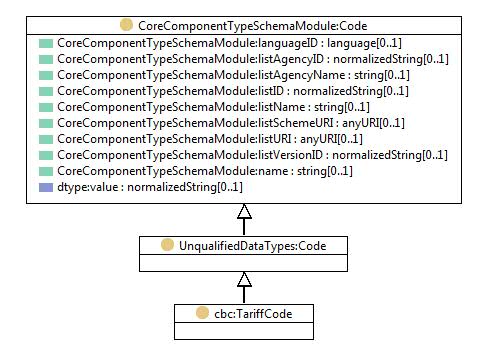 CoreComponentTypeSchemaModule:Code
CoreComponentTypeSchemaModule:languageID : language[0..1]
CoreComponentTypeSchemaModule:listAgencyID : normalizedString[0..1]
CoreComponentTypeSchemaModule:listAgencyName : string[0..1]
CoreComponentTypeSchemaModule:listID : normalizedString[0..1]
CoreComponentTypeSchemaModule:listName : string[0..1]
CoreComponentTypeSchemaModule:listSchemeURI : anyURI[0..1]
CoreComponentTypeSchemaModule:listURI : anyURI[0..1]
CoreComponentTypeSchemaModule:listVersionID : normalizedString[0..1]
CoreComponentTypeSchemaModule:name : string[0..1]
dtype:value : normalizedString[0..1]
UnqualifiedDataTypes:Code
cbc:TariffCode